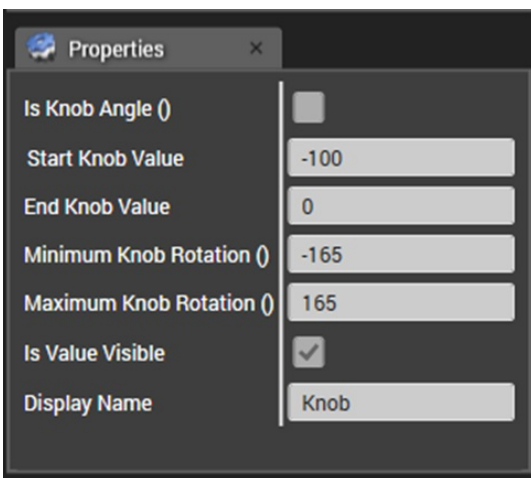 Properties ×
Is Knob Angle ()
Start Knob Value -100
End Knob Value 0
Minimum Knob Rotation () -165
Maximum Knob Rotation () 165
Is Value Visible
Display Name Knob